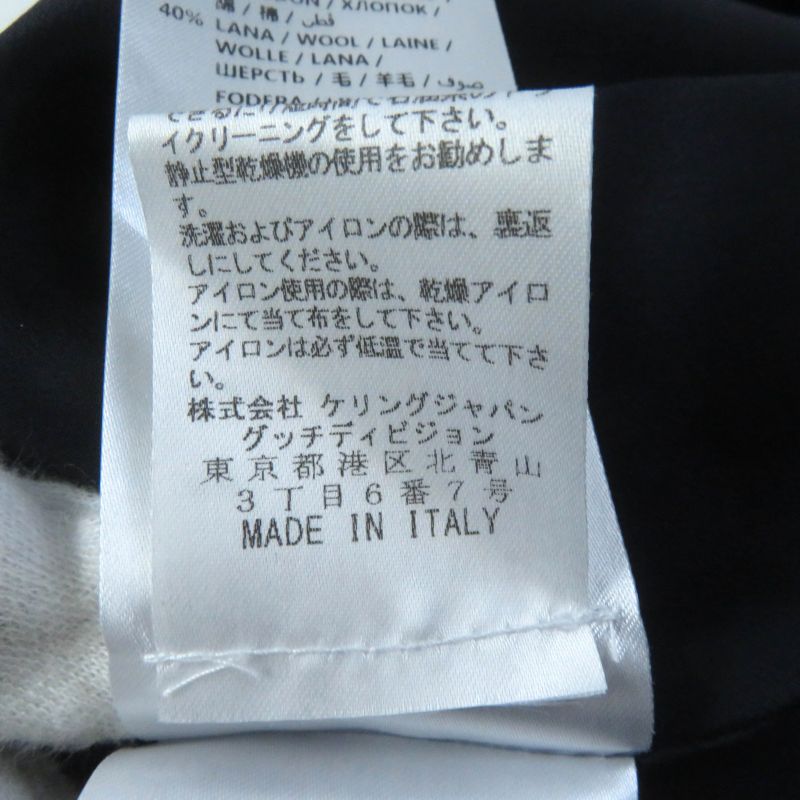 ХЛОПОК /
綿 / 棉 / قطن /
40% LANA / WOOL / LAINE /
WOLLE / LANA /
ШЕРСТЬ / 毛 / 羊毛 / صوف /
FODERA
イクリーニングをして下さい。
静止型乾燥機の使用をお勧めしま
す。
洗濯およびアイロンの際は、裏返
しにしてください。
アイロン使用の際は、乾燥アイロ
ンにて当て布をして下さい。
アイロンは必ず低温で当てて下さ
い。
株式会社 ケリングジャパン
グッチディビジョン
東京都港区北青山
3丁目6番7号
MADE IN ITALY